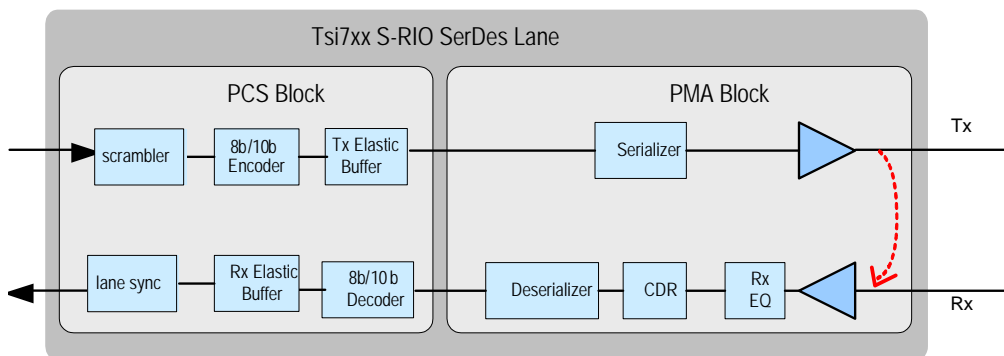 Tsi7xx S-RIO SerDes Lane
PCS Block
PMA Block
scrambler
8b/10b
Encoder
Tx Elastic
Buffer
Serializer
Tx
lane sync
Rx Elastic
Buffer
8b/10 b
Decoder
Deserializer
CDR
Rx
EQ
Rx